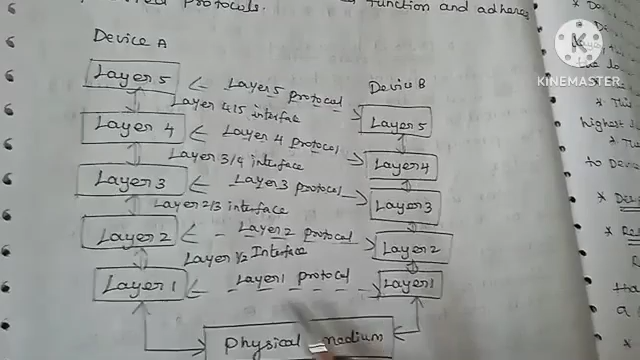 Protocols.
function and adheres
Device A
Device B
Layer 5
Layer 5 protocol
Layer 4/5 interface
Layer 5
Layer 4
Layer 4 protocol
Layer 3/4 interface
Layer 4
Layer 3
Layer 3 protocol
Layer 2/3 interface
Layer 3
Layer 2
Layer 2 protocol
Layer 1/2 Interface
Layer 2
Layer 1
Layer 1 protocol
Layer 1
Physical medium
KINEMASTER
* This
highest d
to Device